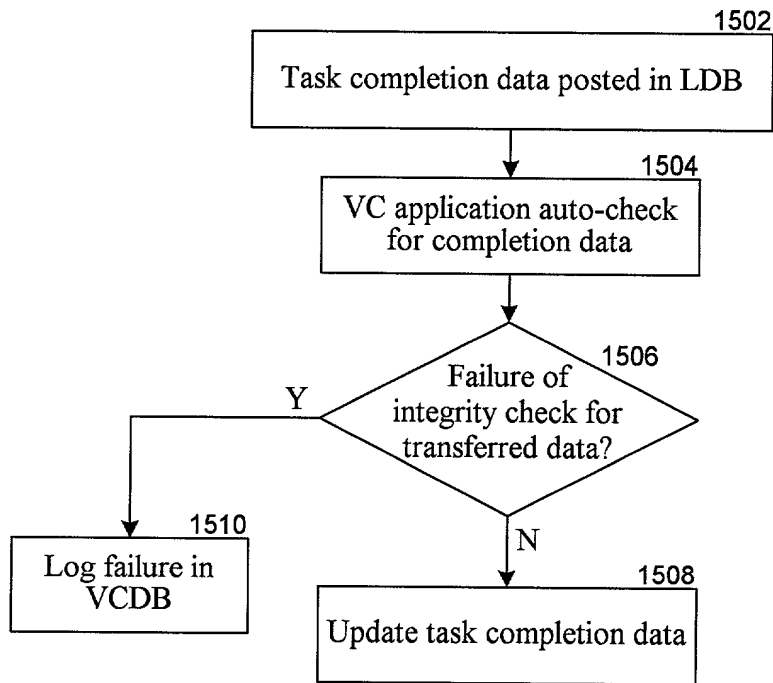 1502
Task completion data posted in LDB
1504
VC application auto-check
for completion data
1506
Failure of
integrity check for
transferred data?
Y
N
1510
Log failure in
VCDB
1508
Update task completion data